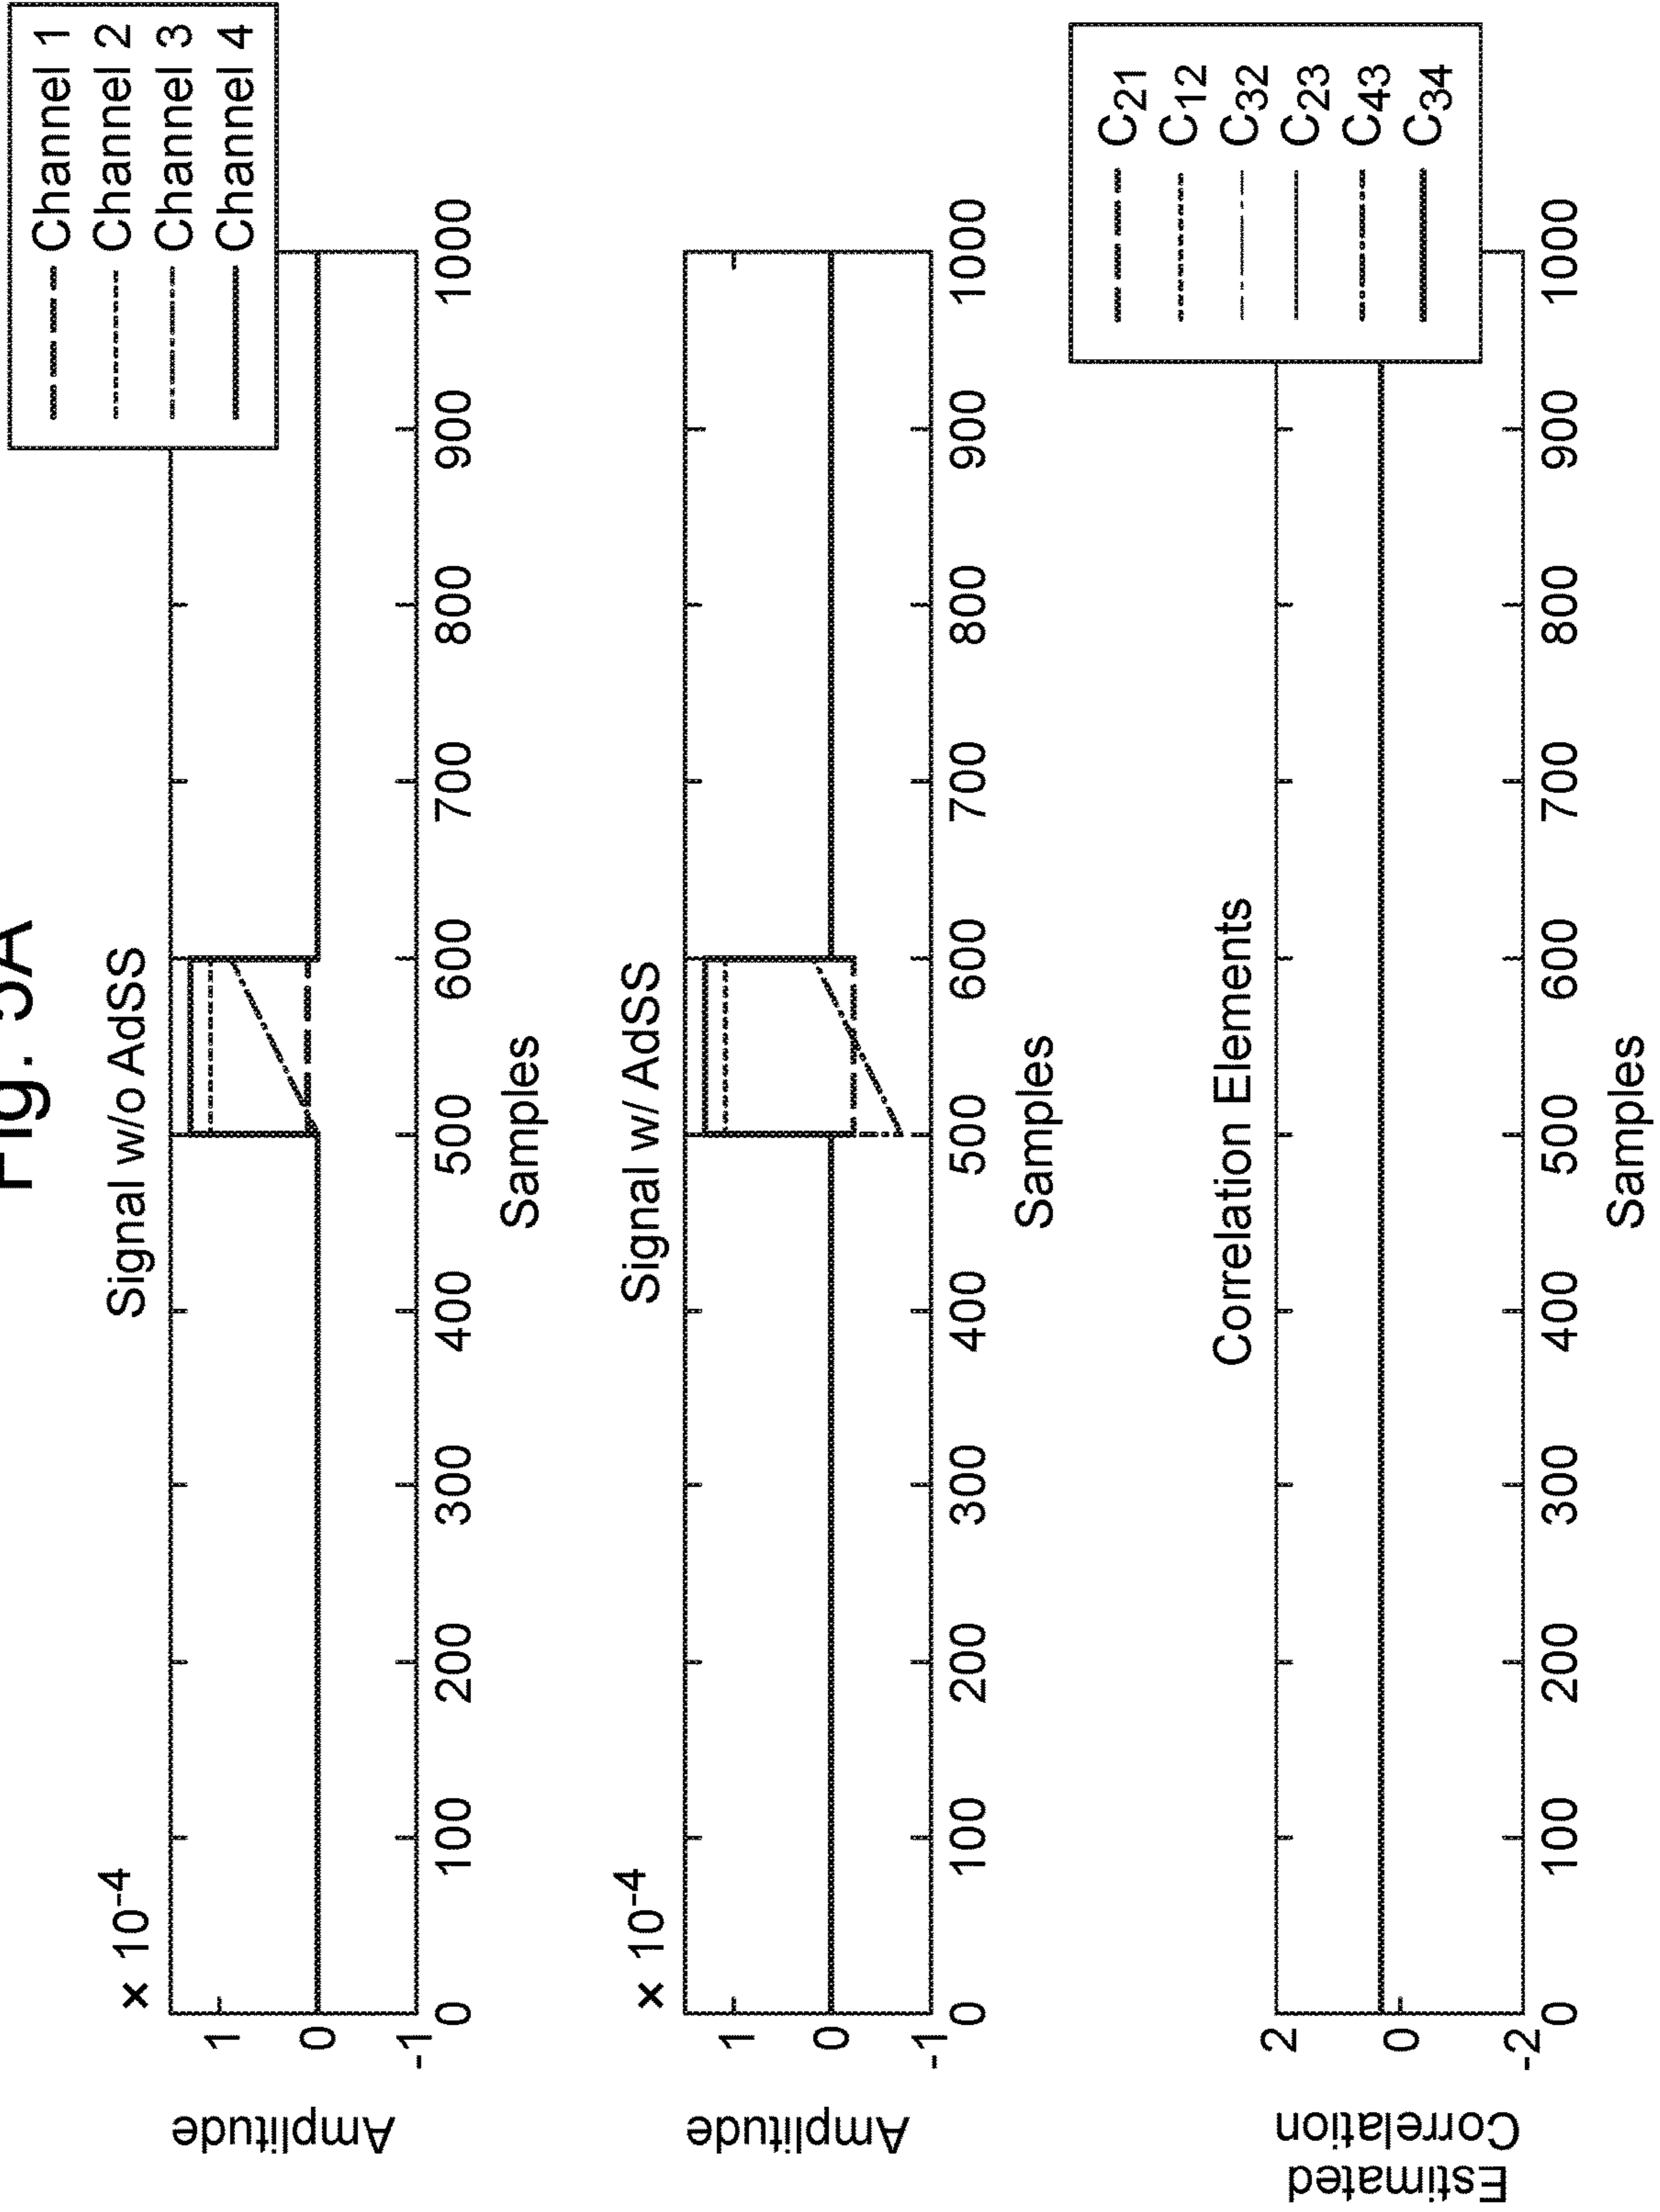 Fig. 5A
Signal w/o AdSS
× 10-4
Amplitude
1
0
-1
0 100 200 300 400 500 600 700 800 900 1000
Samples
Channel 1
Channel 2
Channel 3
Channel 4
Signal w/ AdSS
× 10-4
Amplitude
1
0
-1
0 100 200 300 400 500 600 700 800 900 1000
Samples
Correlation Elements
Estimated
Correlation
2
0
-2
0 100 200 300 400 500 600 700 800 900 1000
Samples
C21
C12
C32
C23
C43
C34